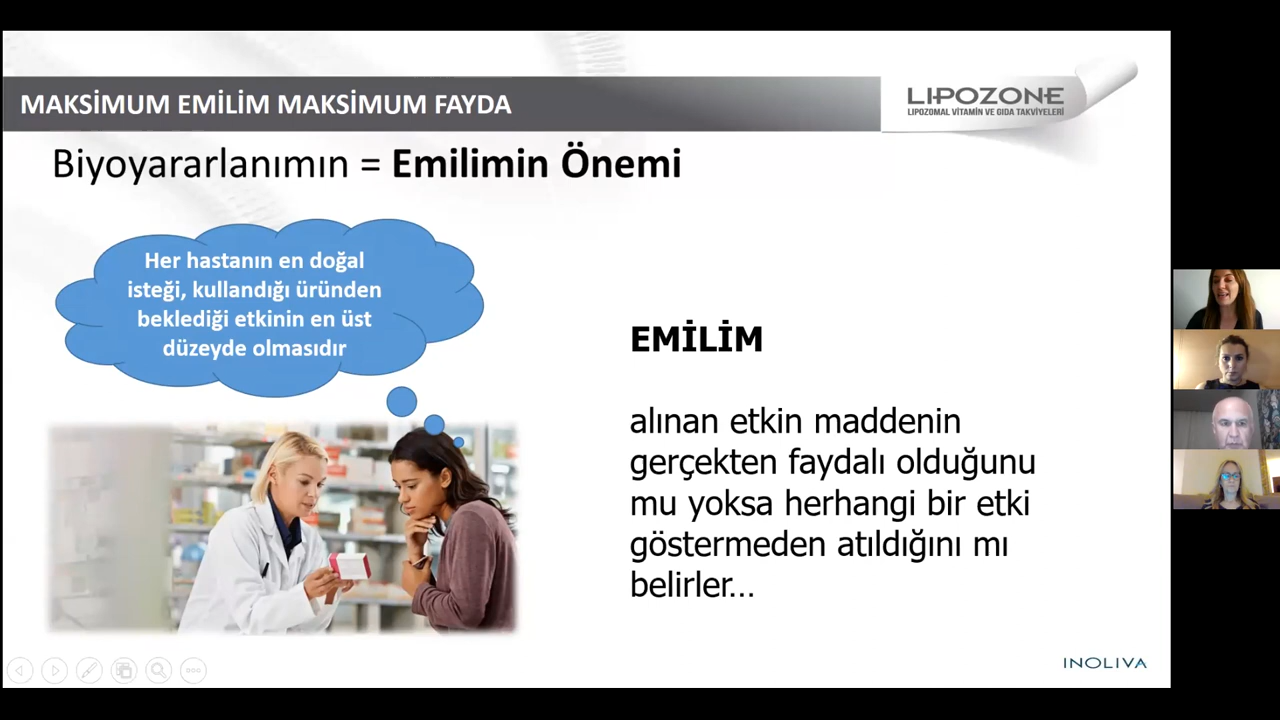 MAKSİMUM EMİLİM MAKSİMUM FAYDA
LIPOZONE
LIPOZOMAL VİTAMİN VE GIDA TAKVİYELERİ
Biyoyararlanımın = Emilimin Önemi
Her hastanın en doğal
isteği, kullandığı üründen
beklediği etkinin en üst
düzeyde olmasıdır
EMİLİM
alınan etkin maddenin
gerçekten faydalı olduğunu
mu yoksa herhangi bir etki
göstermeden atıldığını mı
belirler...
INOLIVA